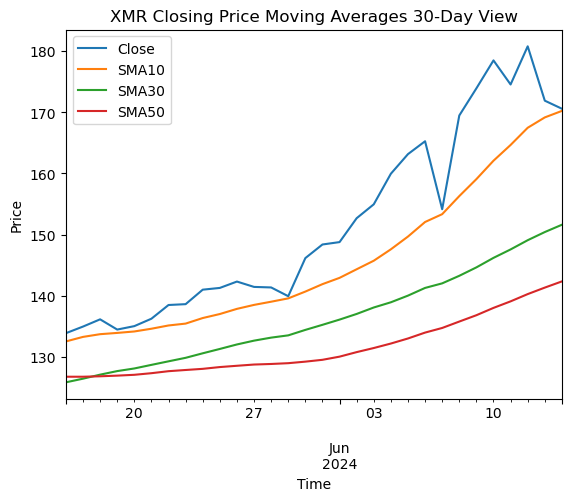 XMR Closing Price Moving Averages 30-Day View
Close
SMA10
SMA30
SMA50
180
170
160
150
140
130
Price
20
27
03
10
Jun
2024
Time